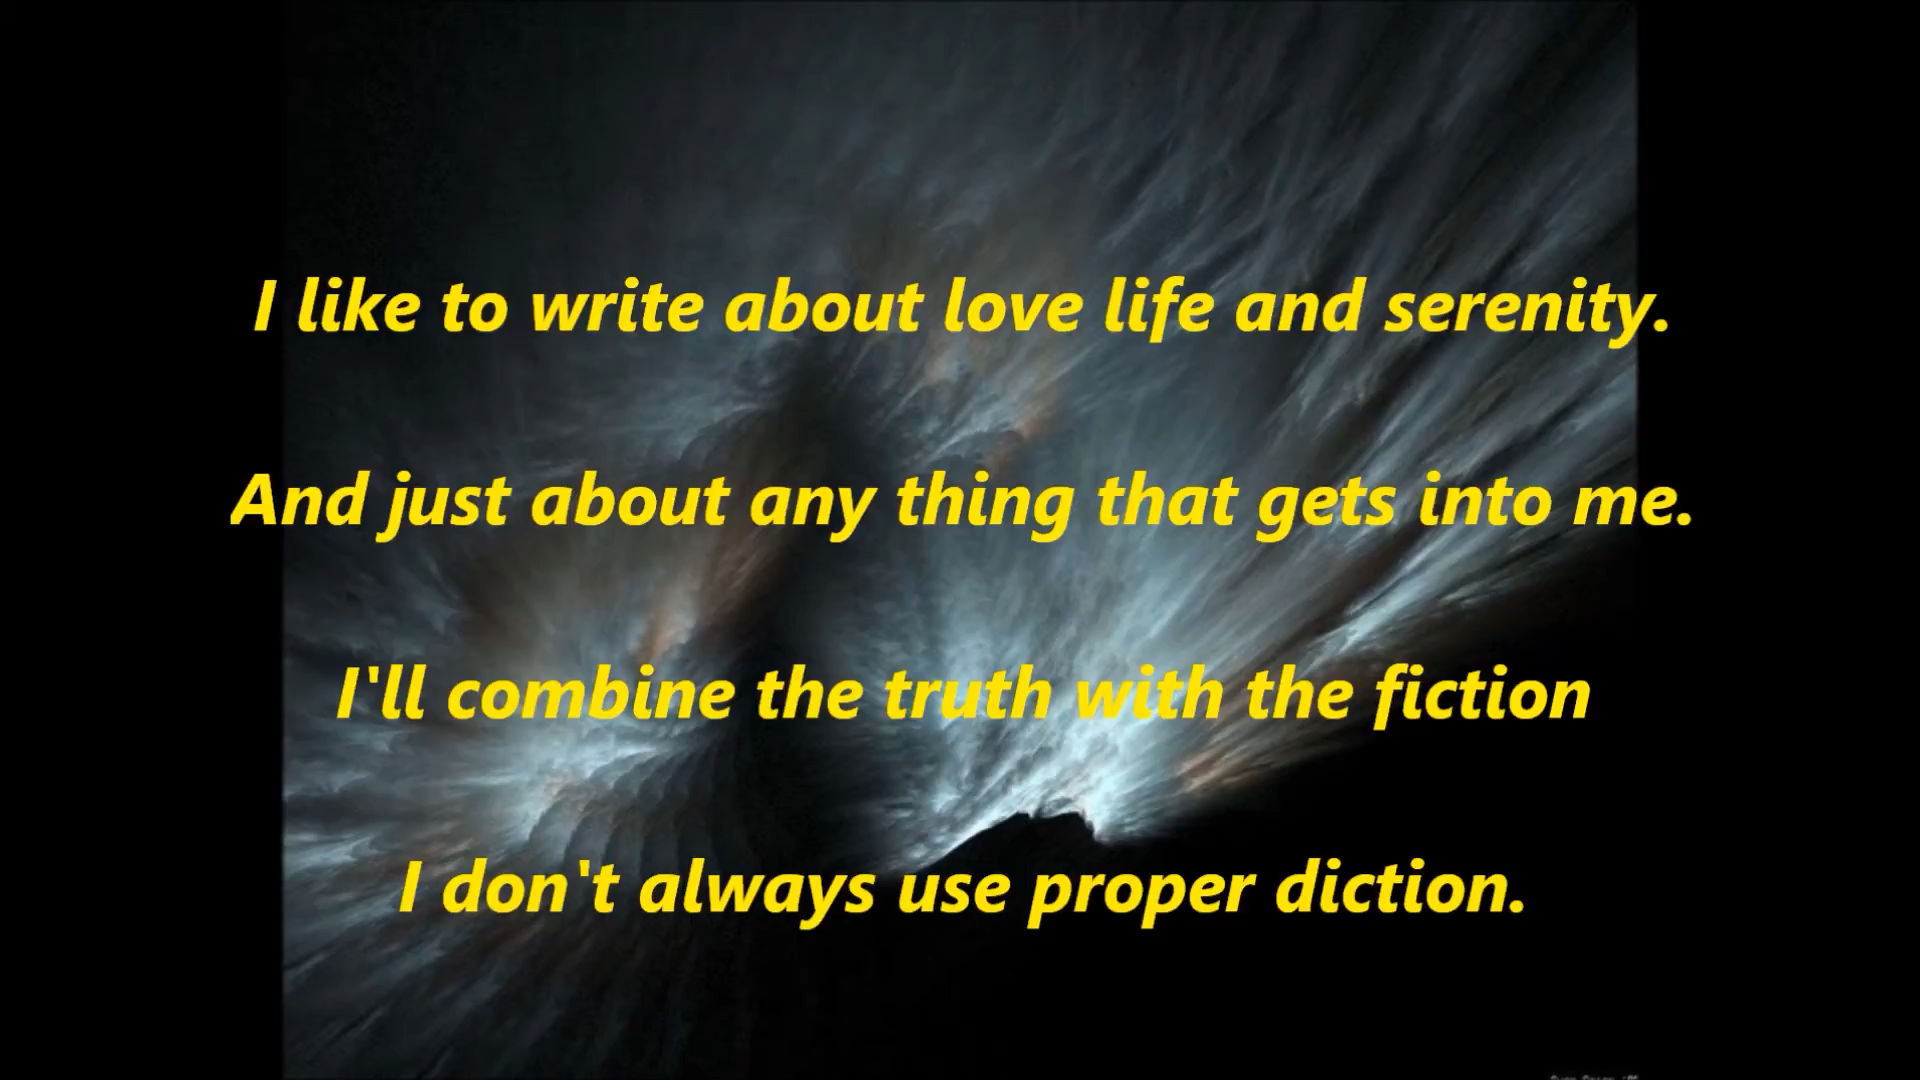 I like to write about love life and serenity.
And just about any thing that gets into me.
I'll combine the truth with the fiction
I don't always use proper diction.